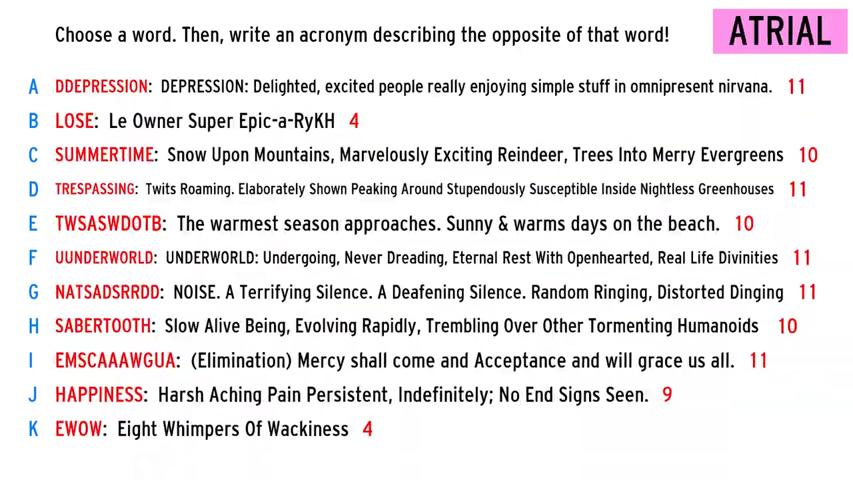 Choose a word. Then, write an acronym describing the opposite of that word!
ATRIAL
A DDEPRESSION: DEPRESSION: Delighted, excited people really enjoying simple stuff in omnipresent nirvana. 11
B LOSE: Le Owner Super Epic-a-RyKH 4
C SUMMERTIME: Snow Upon Mountains, Marvelously Exciting Reindeer, Trees Into Merry Evergreens 10
D TRESPASSING: Twits Roaming. Elaborately Shown Peaking Around Stupendously Susceptible Inside Nightless Greenhouses 11
E TWSASWDOTB: The warmest season approaches. Sunny & warms days on the beach. 10
F UUNDERWORLD: UNDERWORLD: Undergoing, Never Dreading, Eternal Rest With Openhearted, Real Life Divinities 11
G NATSADSRRDD: NOISE. A Terrifying Silence. A Deafening Silence. Random Ringing, Distorted Dinging 11
H SABERTOOTH: Slow Alive Being, Evolving Rapidly, Trembling Over Other Tormenting Humanoids 10
I EMSCAAAWGUA: (Elimination) Mercy shall come and Acceptance and will grace us all. 11
J HAPPINESS: Harsh Aching Pain Persistent, Indefinitely; No End Signs Seen. 9
K EWOW: Eight Whimpers Of Wackiness 4